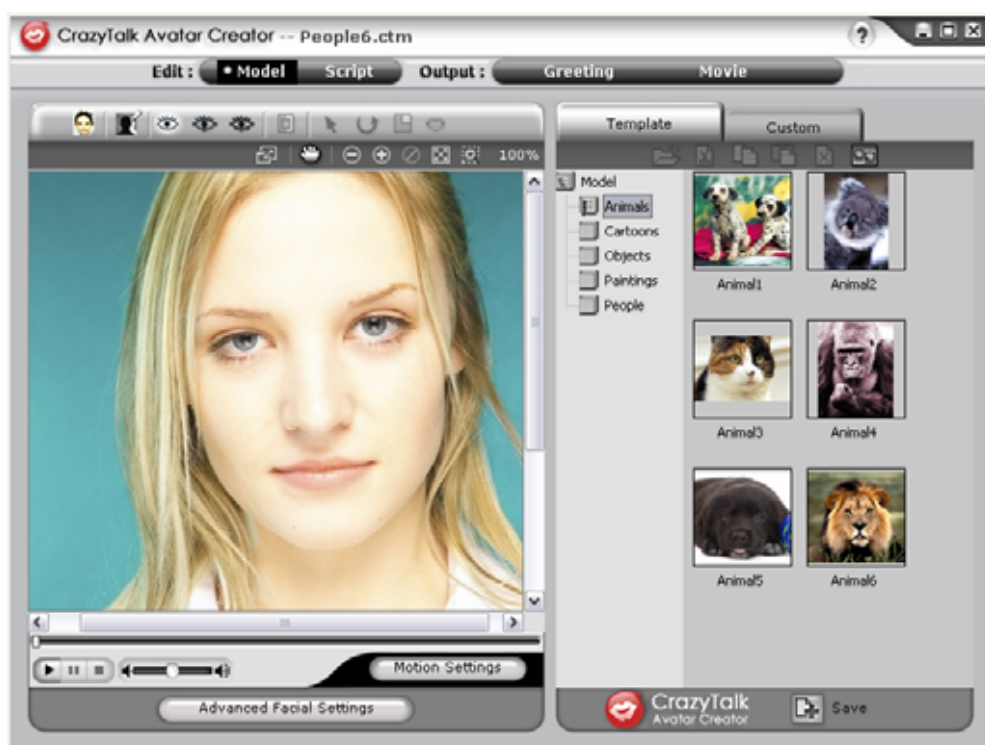 CrazyTalk Avatar Creator -- People6.ctm
?
Edit : • Model Script Output : Greeting Movie
Template Custom
100%
Model
Animals
Cartoons
Objects
Paintings
People
Animal1 Animal2
Animal3 Animal4
Animal5 Animal6
Motion Settings
Advanced Facial Settings
CrazyTalk
Avatar Creator
Save